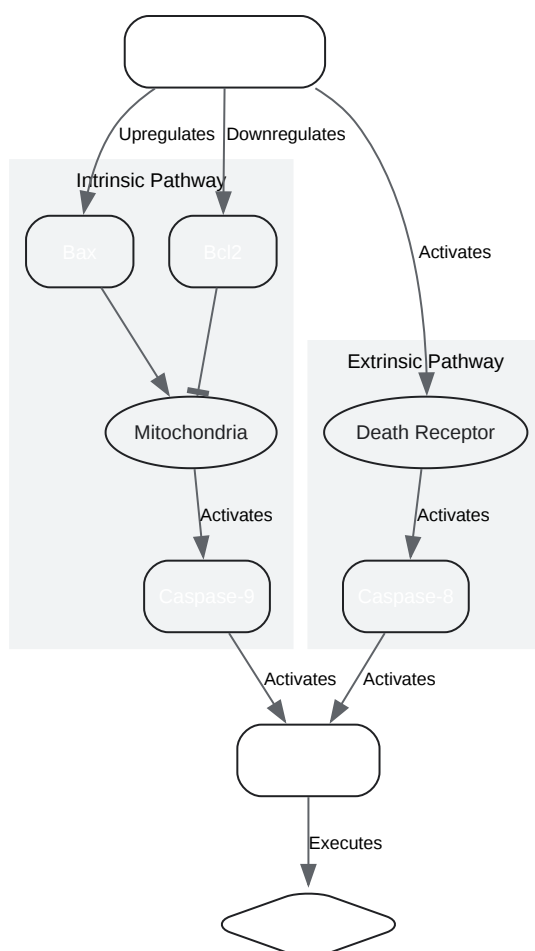 Upregulates
Downregulates
Intrinsic Pathway
Bax
Bcl2
Activates
Extrinsic Pathway
Mitochondria
Death Receptor
Activates
Activates
Caspase-9
Caspase-8
Activates
Activates
Executes